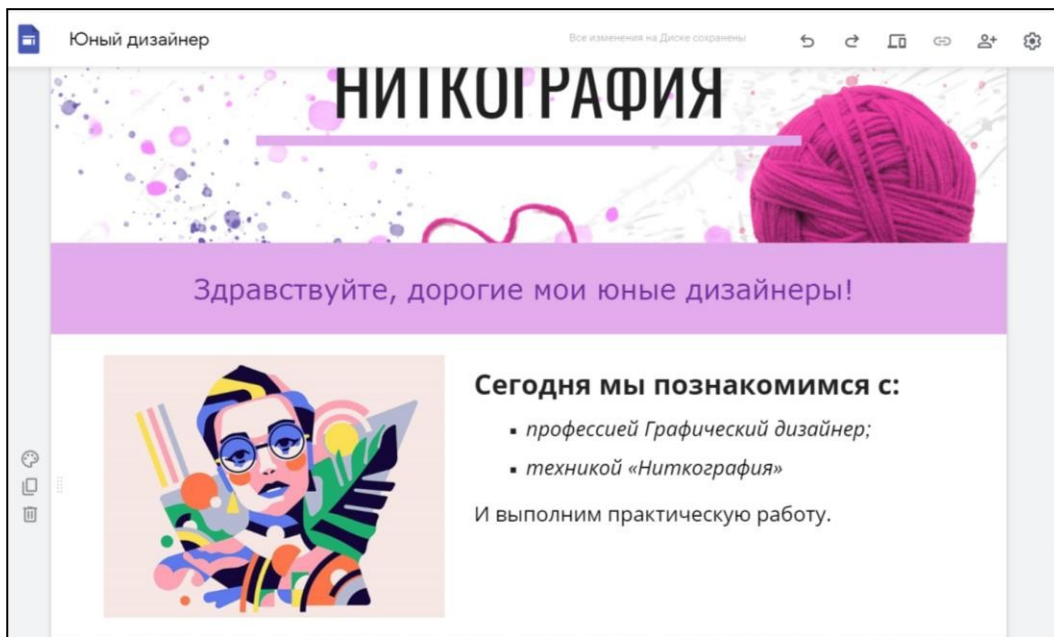 Юный дизайнер
Все изменения на Диске сохранены
НИТКОГРАФИЯ
Здравствуйте, дорогие мои юные дизайнеры!
Сегодня мы познакомимся с:
▪ профессией Графический дизайнер;
▪ техникой «Ниткография»
И выполним практическую работу.